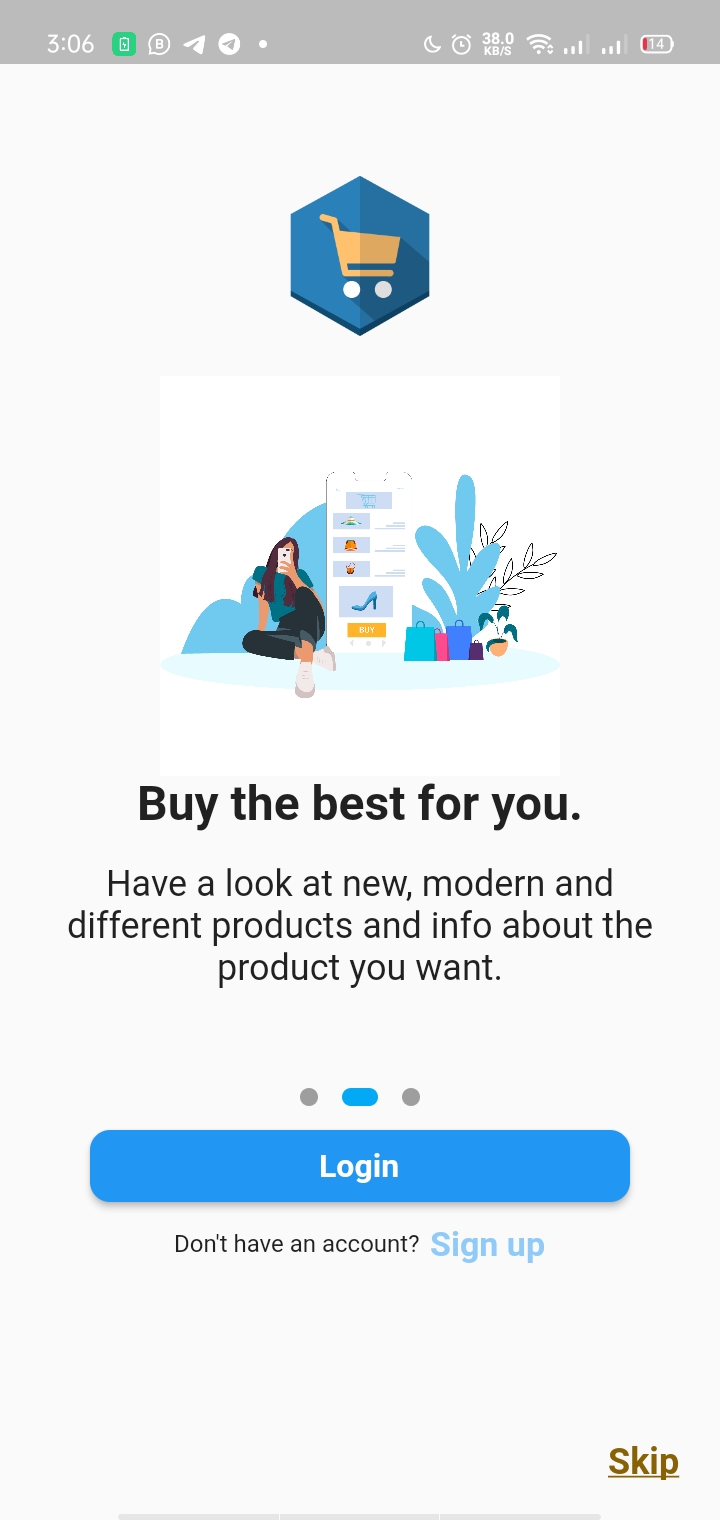 3:06
B
38.0
KB/S
14
BUY
Buy the best for you.
Have a look at new, modern and
different products and info about the
product you want.
Login
Don't have an account? Sign up
Skip